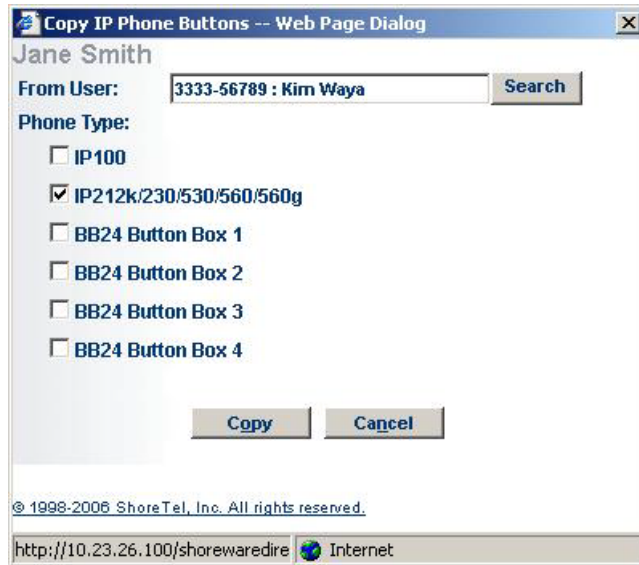 Copy IP Phone Buttons -- Web Page Dialog
Jane Smith
From User: 3333-56789 : Kim Waya Search
Phone Type:
IP100
IP212k/230/530/560/560g
BB24 Button Box 1
BB24 Button Box 2
BB24 Button Box 3
BB24 Button Box 4
Copy Cancel
© 1998-2006 ShoreTel, Inc. All rights reserved.
http://10.23.26.100/shorewaredire Internet